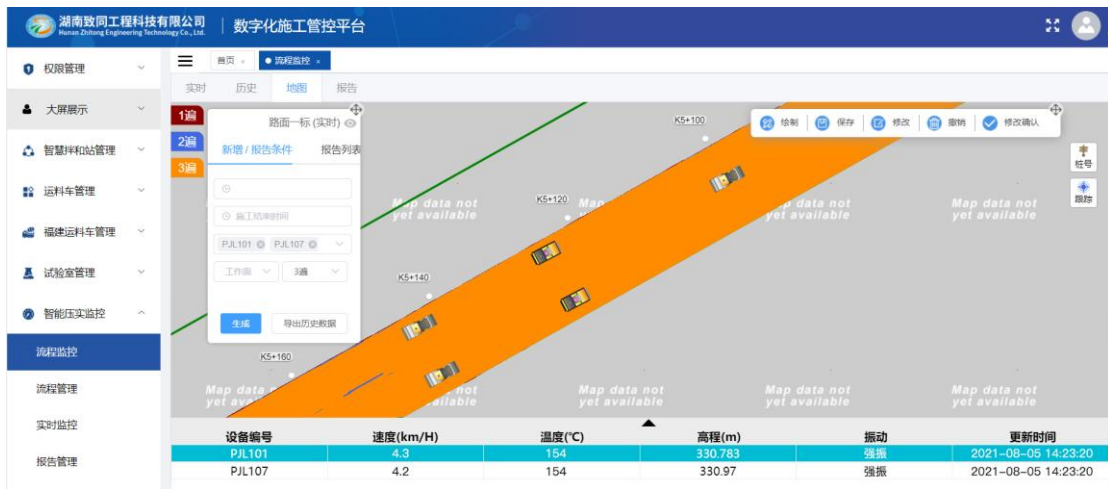 湖南致同工程科技有限公司
Hunan Zhitong Engineering Technology Co., Ltd.
数字化施工管控平台
权限管理
大屏展示
智慧拌和站管理
运料车管理
福建运料车管理
试验室管理
智能压实监控
流程监控
流程管理
实时监控
报告管理
首页 ×
流程监控 ×
实时 历史 地图 报告
1遍
2遍
3遍
路面一标 (实时)
新增 / 报告条件 报告列表
施工结束时间
PJL101 PJL107
工作面 3遍
生成 导出历史数据
绘制 保存 修改 撤销 修改确认
桩号
跟踪
K5+100
K5+120
K5+140
K5+160
Map data not
yet available
Map data not
yet available
Map data not
yet available
Map data not
yet available
Map data not
yet available
Map data not
yet available
Map data not
yet available
设备编号 速度(km/H) 温度(℃) 高程(m) 振动 更新时间
PJL101 4.3 154 330.783 强振 2021-08-05 14:23:20
PJL107 4.2 154 330.97 强振 2021-08-05 14:23:20